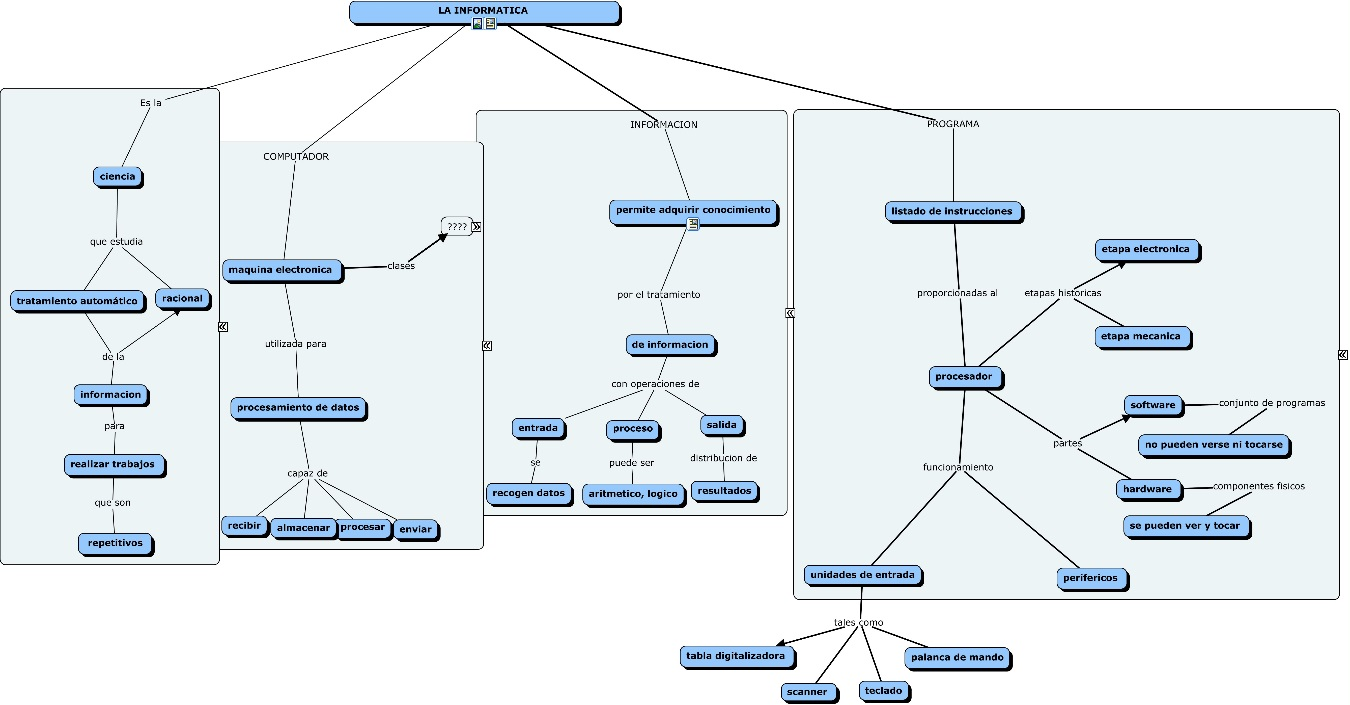 LA INFORMATICA
Es la
ciencia
que estudia
tratamiento automático
racional
de la
informacion
para
realizar trabajos
que son
repetitivos
COMPUTADOR
????
maquina electronica
clases
utilizada para
procesamiento de datos
capaz de
recibir
almacenar
procesar
enviar
INFORMACION
permite adquirir conocimiento
por el tratamiento
de informacion
con operaciones de
entrada
proceso
salida
se
puede ser
distribucion de
recogen datos
aritmetico, logico
resultados
PROGRAMA
listado de instrucciones
proporcionadas al
etapas historicas
etapa electronica
etapa mecanica
procesador
partes
software
conjunto de programas
no pueden verse ni tocarse
hardware
componentes fisicos
se pueden ver y tocar
funcionamiento
unidades de entrada
perifericos
tales como
tabla digitalizadora
scanner
teclado
palanca de mando